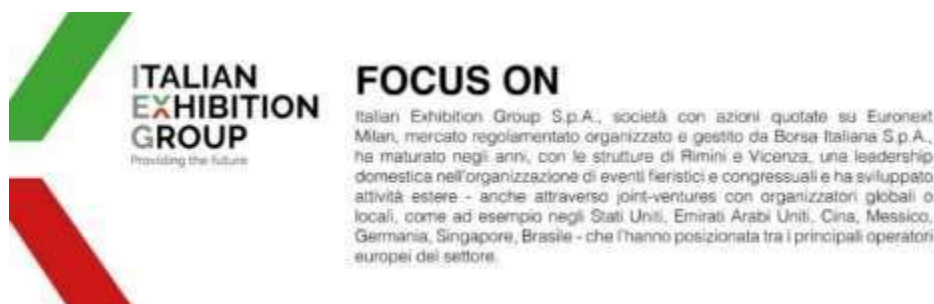 ITALIAN
EXHIBITION
GROUP
Providing the future
FOCUS ON
Italian Exhibition Group S.p.A., società con azioni quotate su Euronext
Milan, mercato regolamentato organizzato e gestito da Borsa Italiana S.p.A.,
ha maturato negli anni, con le strutture di Rimini e Vicenza, una leadership
domestica nell'organizzazione di eventi fieristici e congressuali e ha sviluppato
attività estere - anche attraverso joint-ventures con organizzatori globali o
locali, come ad esempio negli Stati Uniti, Emirati Arabi Uniti, Cina, Messico,
Germania, Singapore, Brasile - che l'hanno posizionata tra i principali operatori
europei del settore.